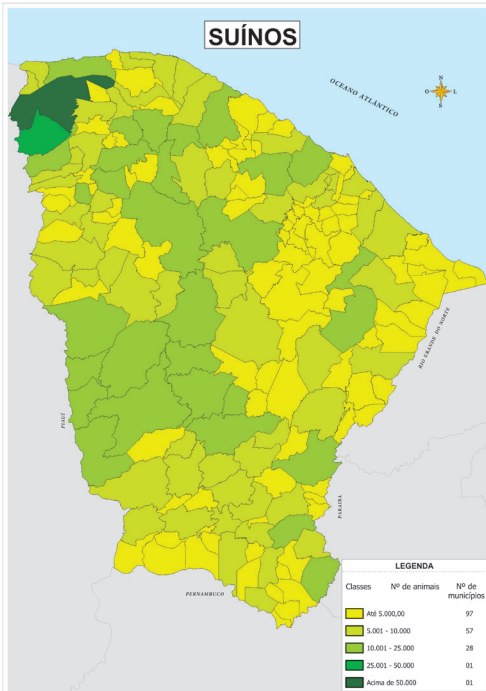 SUÍNOS
OCEANO ATLÂNTICO
N
O
L
S
RIO GRANDE DO NORTE
PIAUÍ
PARAÍBA
PERNAMBUCO
LEGENDA
Classes Nº de animais Nº de
municípios
Até 5.000,00 97
5.001 - 10.000 57
10.001 - 25.000 28
25.001 - 50.000 01
Acima de 50.000 01